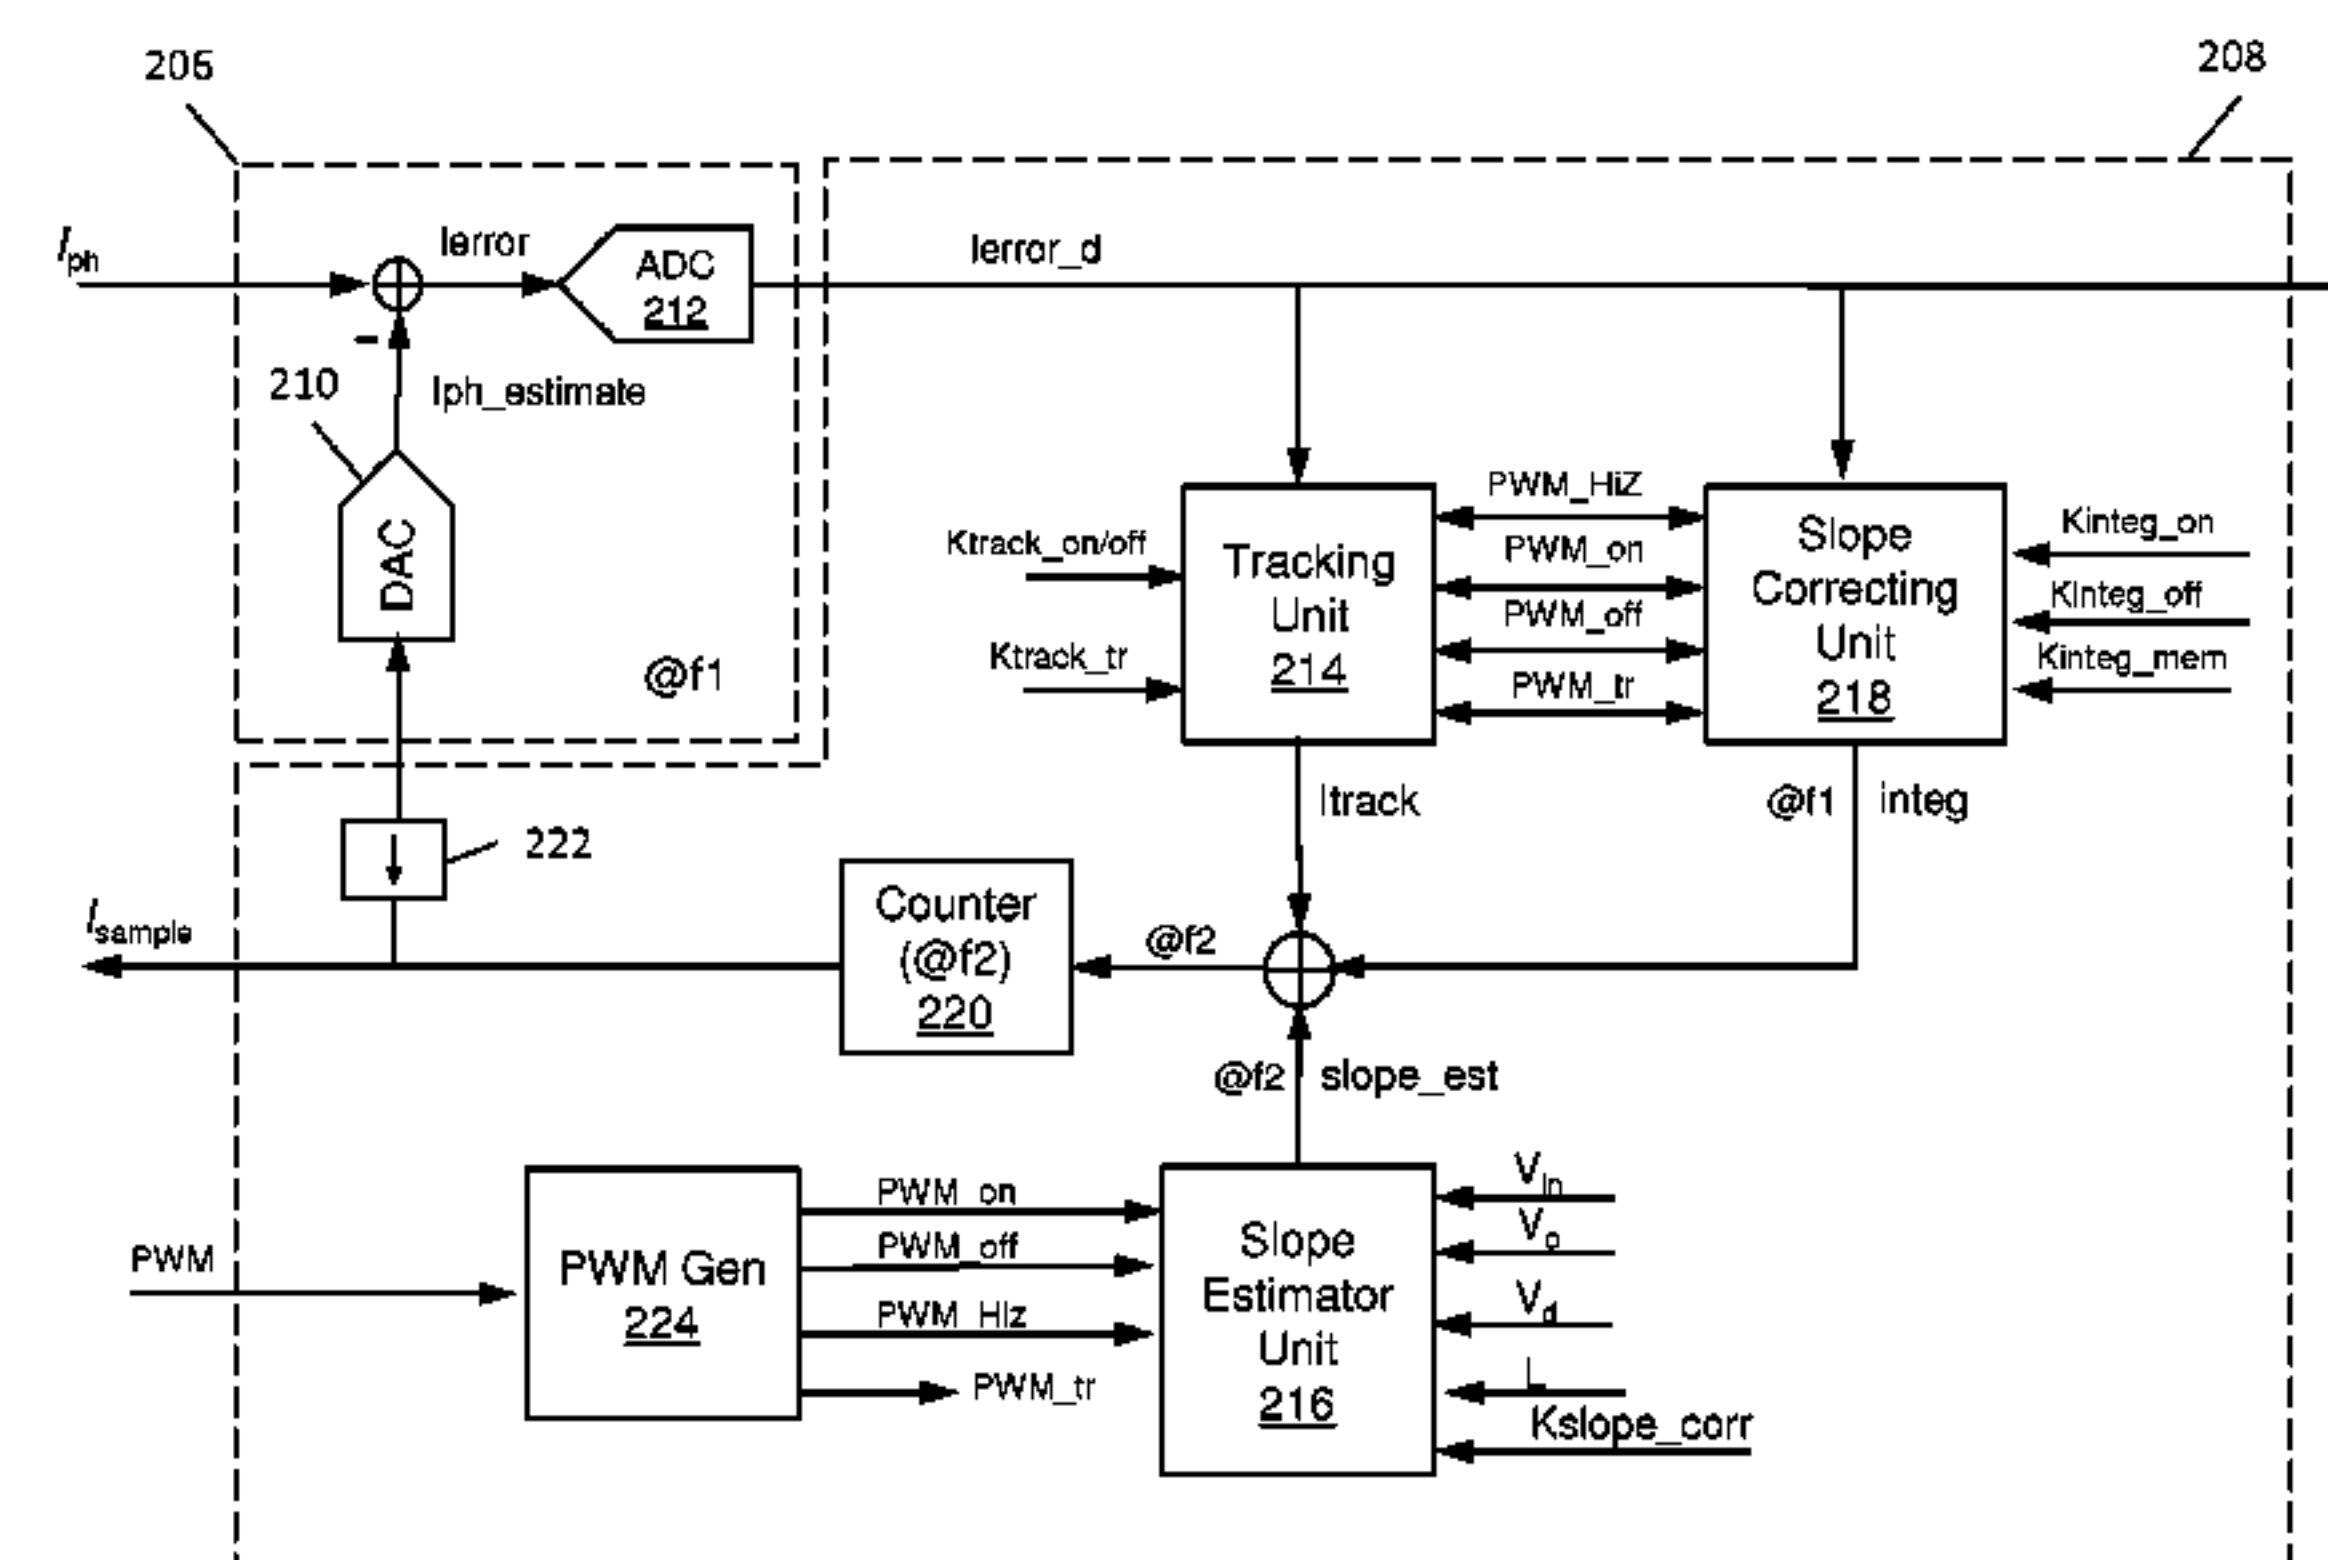 206
208
Iph
Ierror
ADC
212
Ierror_d
-
210
Iph_estimate
DAC
@f1
Ktrack_on/off
Ktrack_tr
Tracking
Unit
214
PWM_HiZ
PWM_on
PWM_off
PWM_tr
Slope
Correcting
Unit
218
Kinteg_on
Kinteg_off
Kinteg_mem
Itrack
@f1
integ
222
Isample
Counter
(@f2)
220
@f2
@f2
slope_est
PWM
PWM Gen
224
PWM_on
PWM_off
PWM_HIz
PWM_tr
Slope
Estimator
Unit
216
Vin
Vo
Vd
L
Kslope_corr